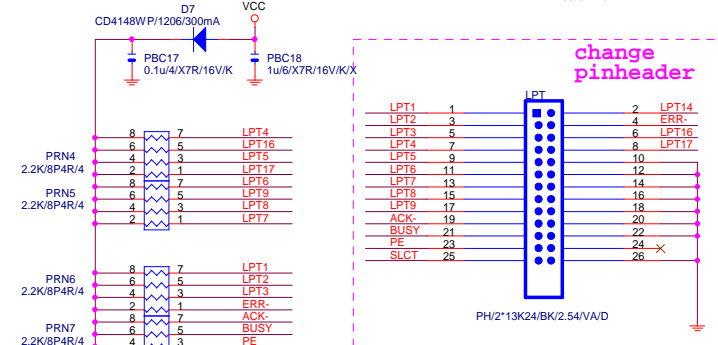 D7
VCC
CD4148WP/1206/300mA
PBC17
0.1u/4/X7R/16V/K
PBC18
1u/6/X7R/16V/K/X
change
pinheader
LPT
LPT1 1 2 LPT14
LPT2 3 4 ERR-
LPT3 5 6 LPT16
LPT4 7 8 LPT17
LPT5 9 10
LPT6 11 12
LPT7 13 14
LPT8 15 16
LPT9 17 18
ACK- 19 20
BUSY 21 22
PE 23 24
SLCT 25 26
PH/2*13K24/BK/2.54/VA/D
8 7 LPT4
6 5 LPT16
PRN4 4 3 LPT5
2.2K/8P4R/4 2 1 LPT17
8 7 LPT6
PRN5 6 5 LPT9
2.2K/8P4R/4 4 3 LPT8
2 1 LPT7
8 7 LPT1
PRN6 6 5 LPT2
2.2K/8P4R/4 4 3 LPT3
2 1 ERR-
8 7 ACK-
PRN7 6 5 BUSY
2.2K/8P4R/4 4 3 PE